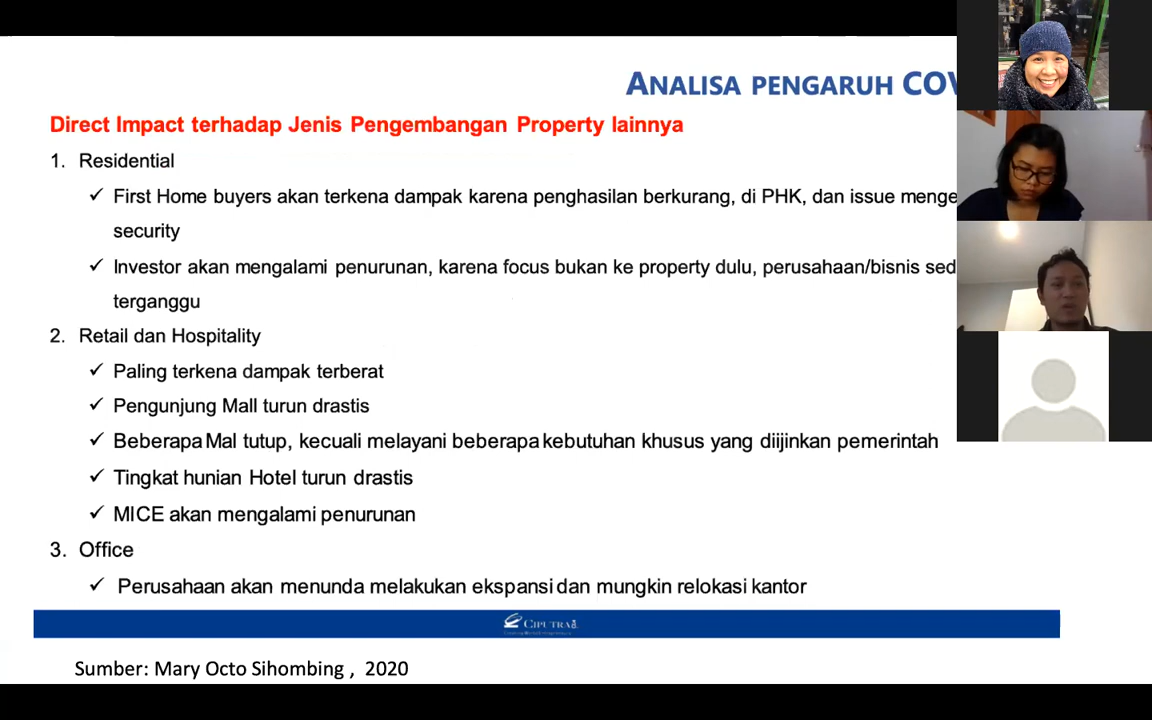 ANALISA PENGARUH
Direct Impact terhadap Jenis Pengembangan Property lainnya
1. Residential
✓ First Home buyers akan terkena dampak karena penghasilan berkurang, di PHK, dan issue
security
✓ Investor akan mengalami penurunan, karena focus bukan ke property dulu, perusahaan/bisnis
terganggu
2. Retail dan Hospitality
✓ Paling terkena dampak terberat
✓ Pengunjung Mall turun drastis
✓ Beberapa Mal tutup, kecuali melayani beberapa kebutuhan khusus yang diijinkan pemerintah
✓ Tingkat hunian Hotel turun drastis
✓ MICE akan mengalami penurunan
3. Office
✓ Perusahaan akan menunda melakukan ekspansi dan mungkin relokasi kantor
CIPUTRA
Sumber: Mary Octo Sihombing , 2020